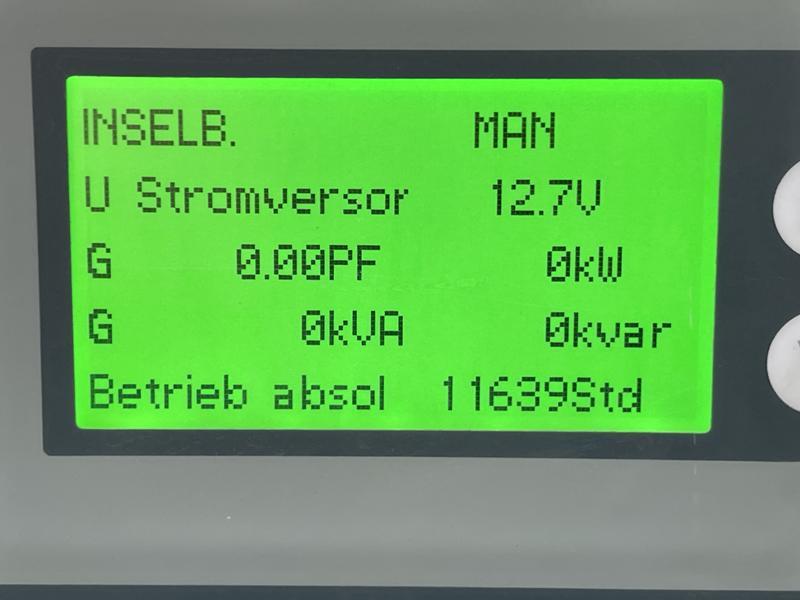 INSELB. MAN
U Stromversor 12.7V
G 0.00PF 0kW
G 0kVA 0kvar
Betrieb absol 11639Std